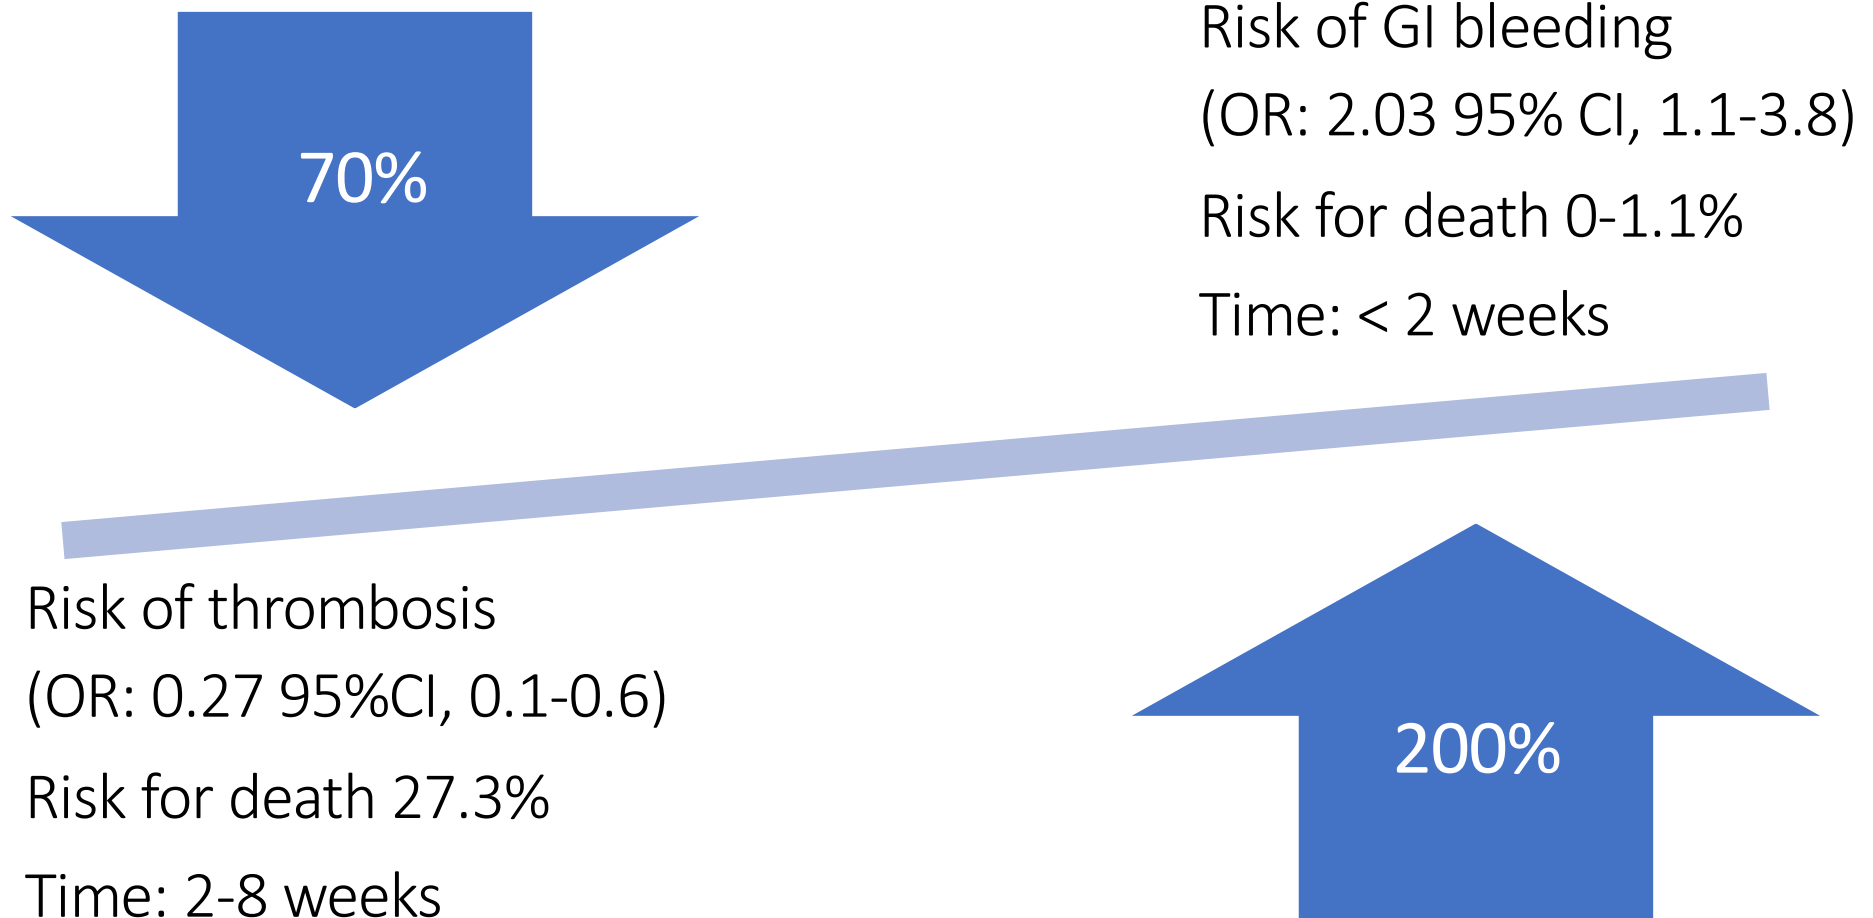 70%
Risk of GI bleeding
(OR: 2.03 95% CI, 1.1-3.8)
Risk for death 0-1.1%
Time: < 2 weeks
Risk of thrombosis
(OR: 0.27 95%CI, 0.1-0.6)
Risk for death 27.3%
Time: 2-8 weeks
200%